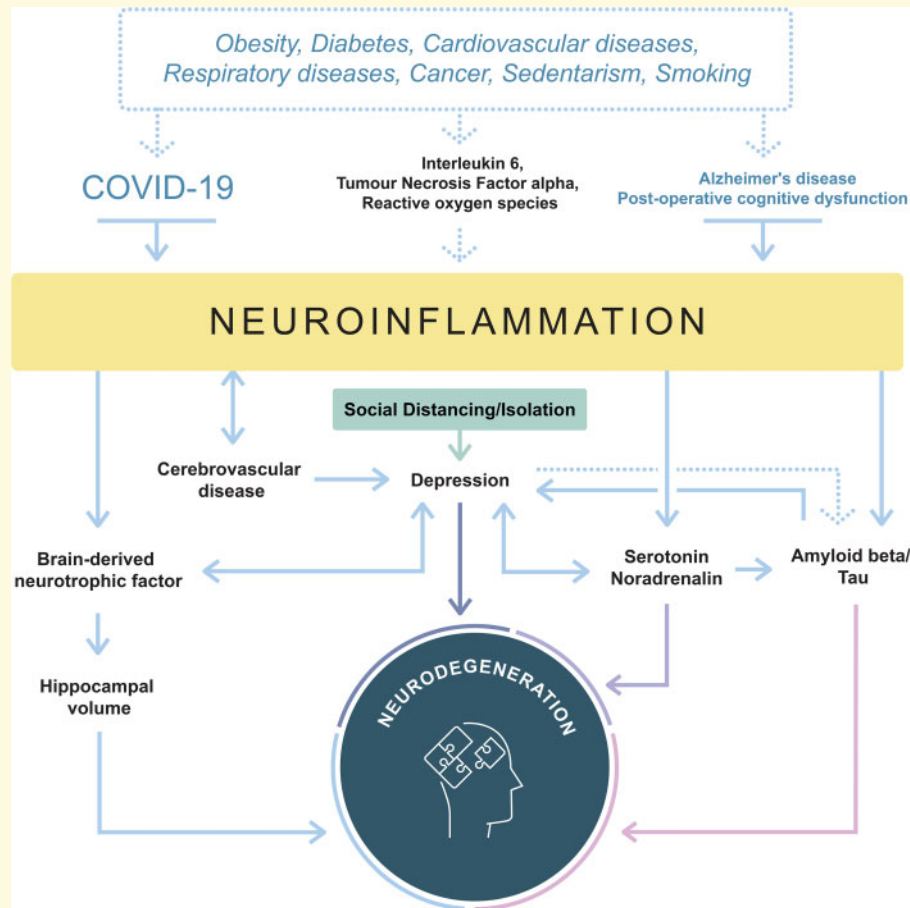 Obesity, Diabetes, Cardiovascular diseases,
Respiratory diseases, Cancer, Sedentarism, Smoking
COVID-19
Interleukin 6,
Tumour Necrosis Factor alpha,
Reactive oxygen species
Alzheimer's disease
Post-operative cognitive dysfunction
NEUROINFLAMMATION
Social Distancing/Isolation
Cerebrovascular
disease
Depression
Brain-derived
neurotrophic factor
Serotonin
Noradrenalin
Amyloid beta/
Tau
Hippocampal
volume
NEURODEGENERATION